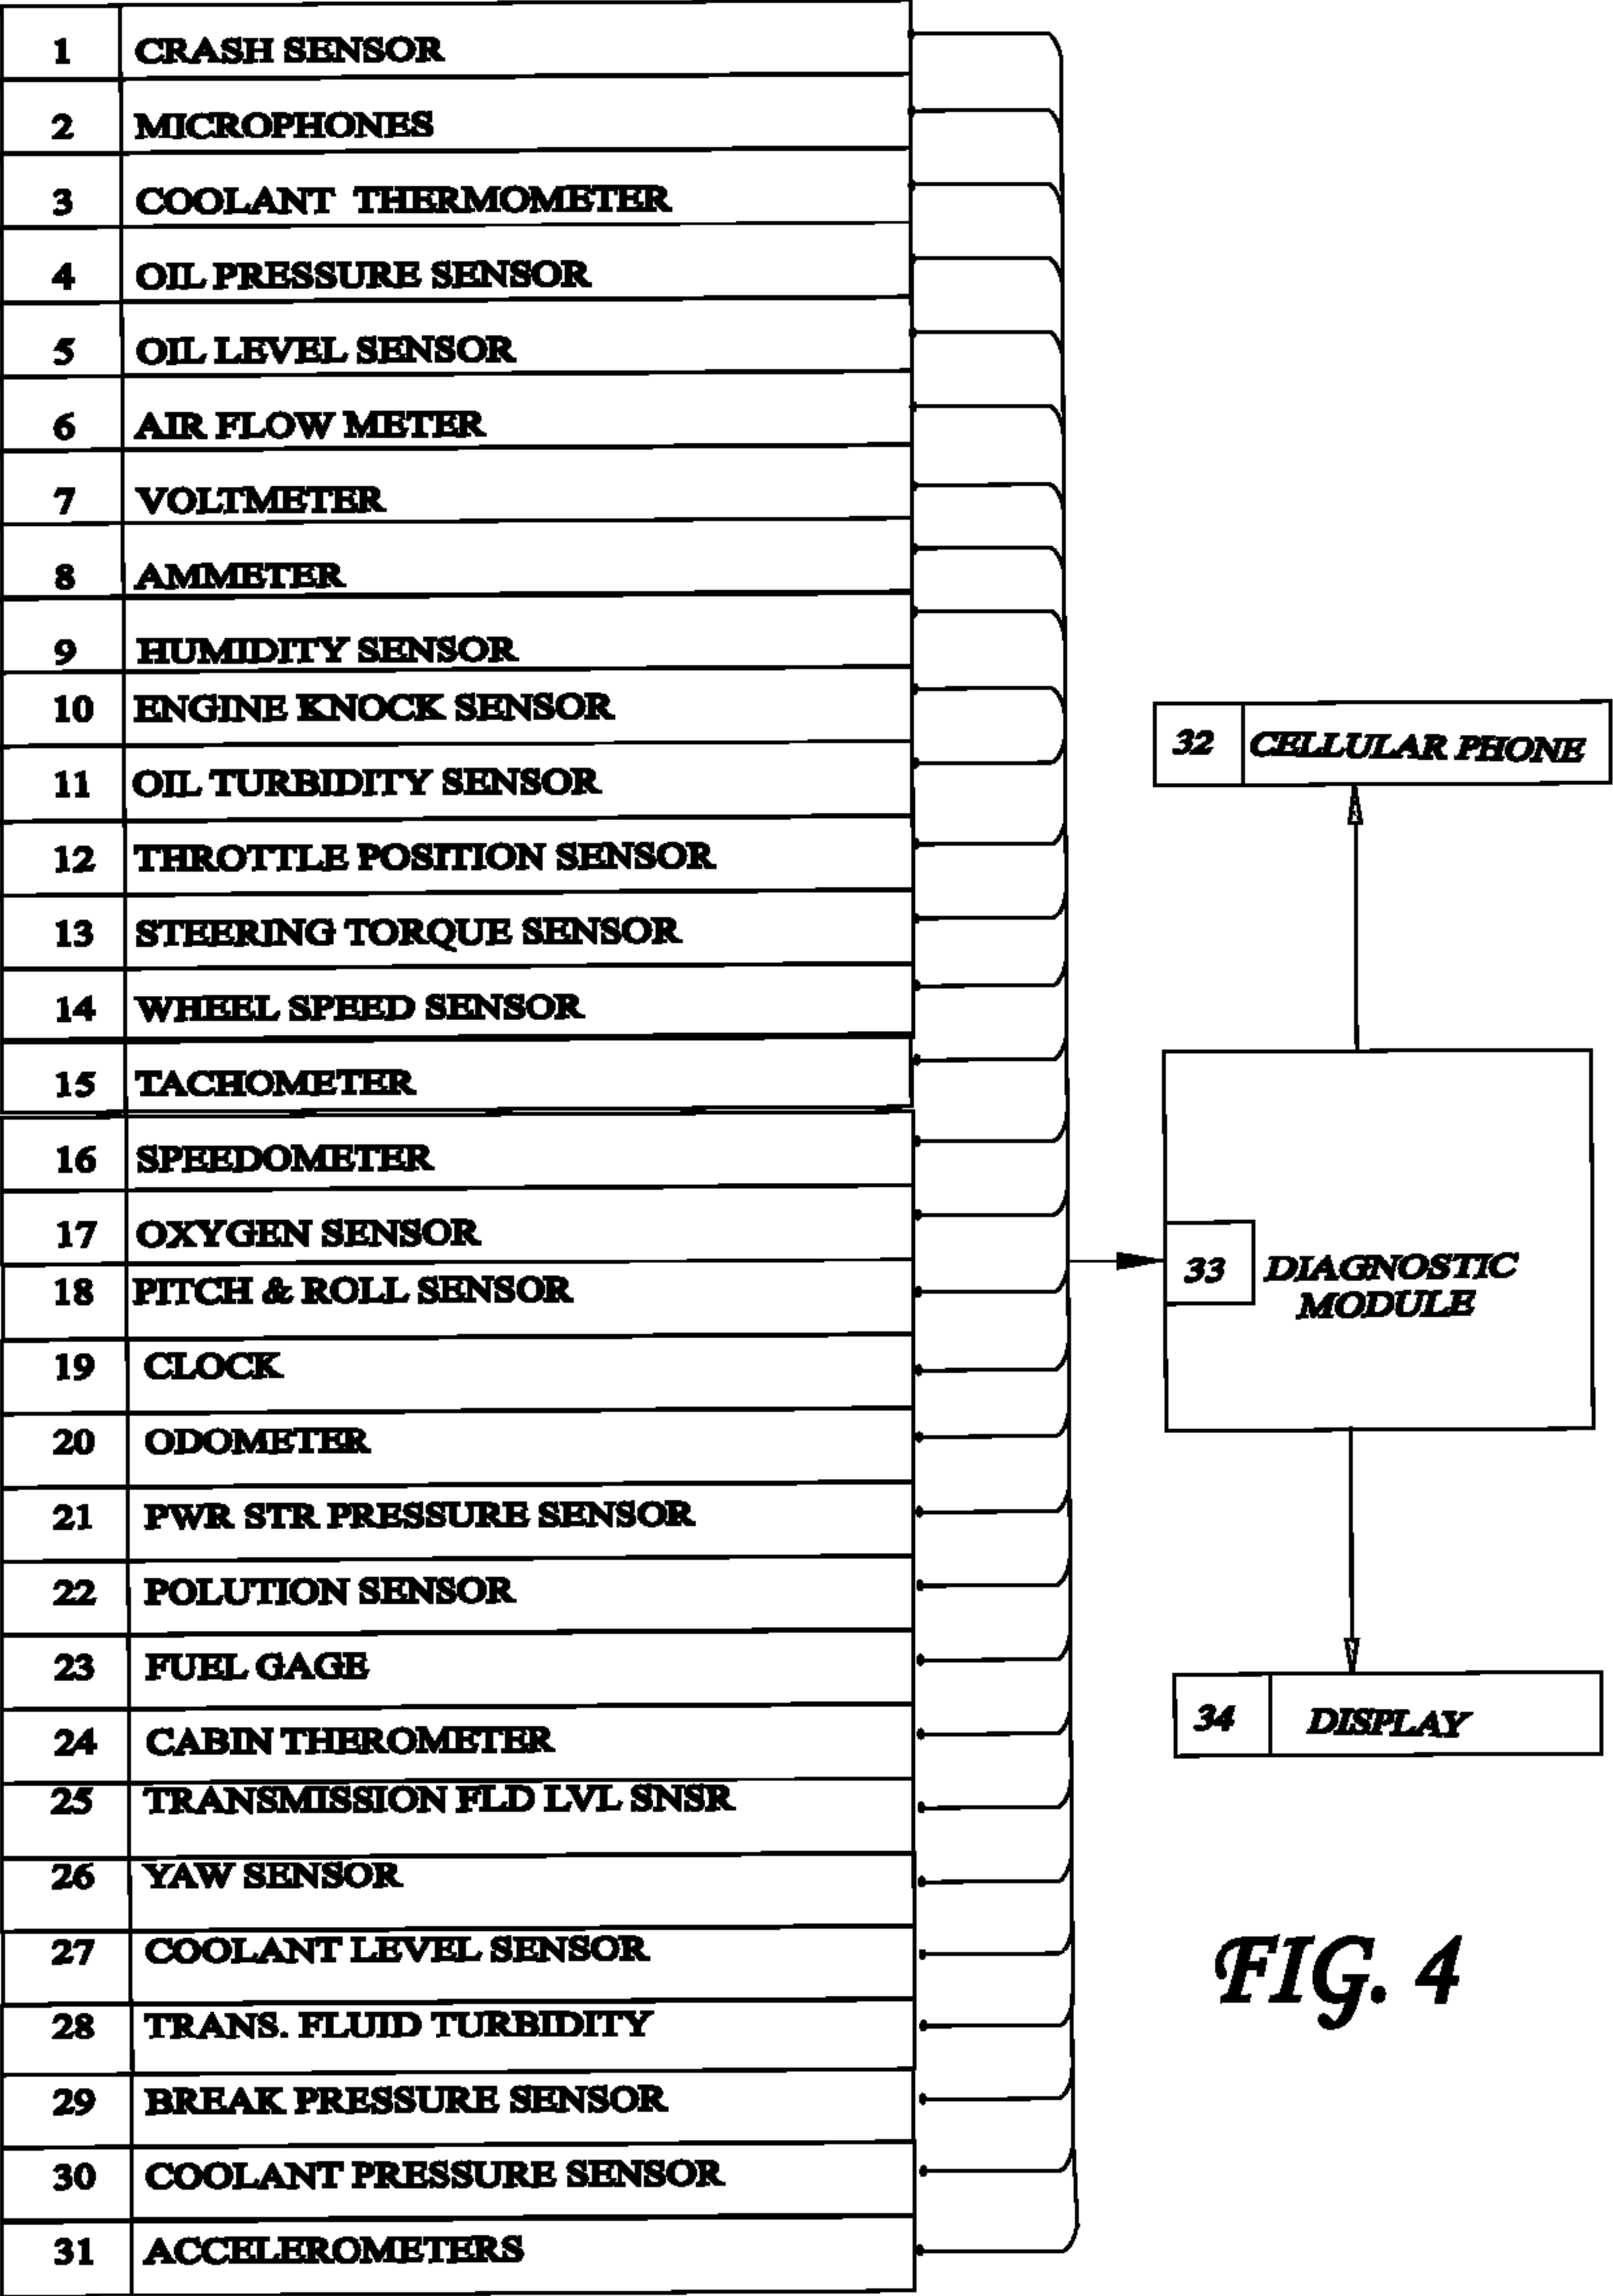 1 CRASH SENSOR
2 MICROPHONES
3 COOLANT THERMOMETER
4 OIL PRESSURE SENSOR
5 OIL LEVEL SENSOR
6 AIR FLOW METER
7 VOLTMETER
8 AMMETER
9 HUMIDITY SENSOR
10 ENGINE KNOCK SENSOR
11 OIL TURBIDITY SENSOR
12 THROTTLE POSITION SENSOR
13 STEERING TORQUE SENSOR
14 WHEEL SPEED SENSOR
15 TACHOMETER
16 SPEEDOMETER
17 OXYGEN SENSOR
18 PITCH & ROLL SENSOR
19 CLOCK
20 ODOMETER
21 PWR STR PRESSURE SENSOR
22 POLUTION SENSOR
23 FUEL GAGE
24 CABIN THEROMETER
25 TRANSMISSION FLD LVL SNSR
26 YAW SENSOR
27 COOLANT LEVEL SENSOR
28 TRANS. FLUID TURBIDITY
29 BREAK PRESSURE SENSOR
30 COOLANT PRESSURE SENSOR
31 ACCELEROMETERS
32 CELLULAR PHONE
33 DIAGNOSTIC
MODULE
34 DISPLAY
FIG. 4